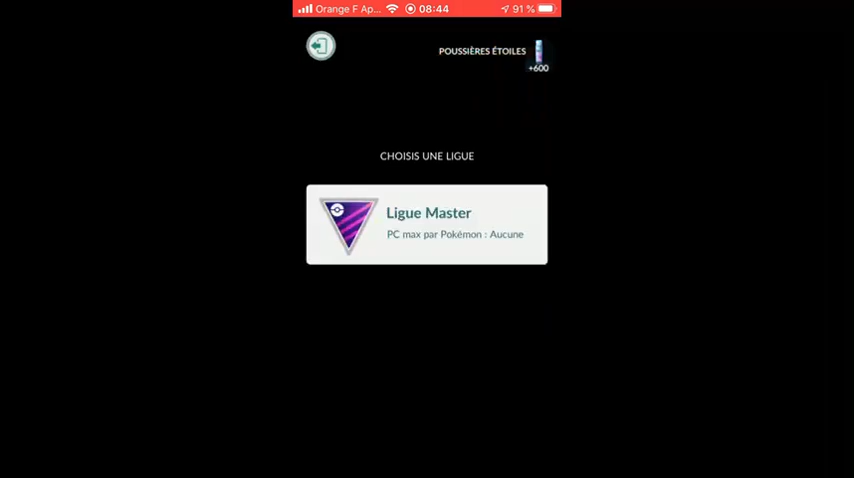 Orange F Ap... 08:44 91 %
POUSSIÈRES ÉTOILES
+600
CHOISIS UNE LIGUE
Ligue Master
PC max par Pokémon : Aucune